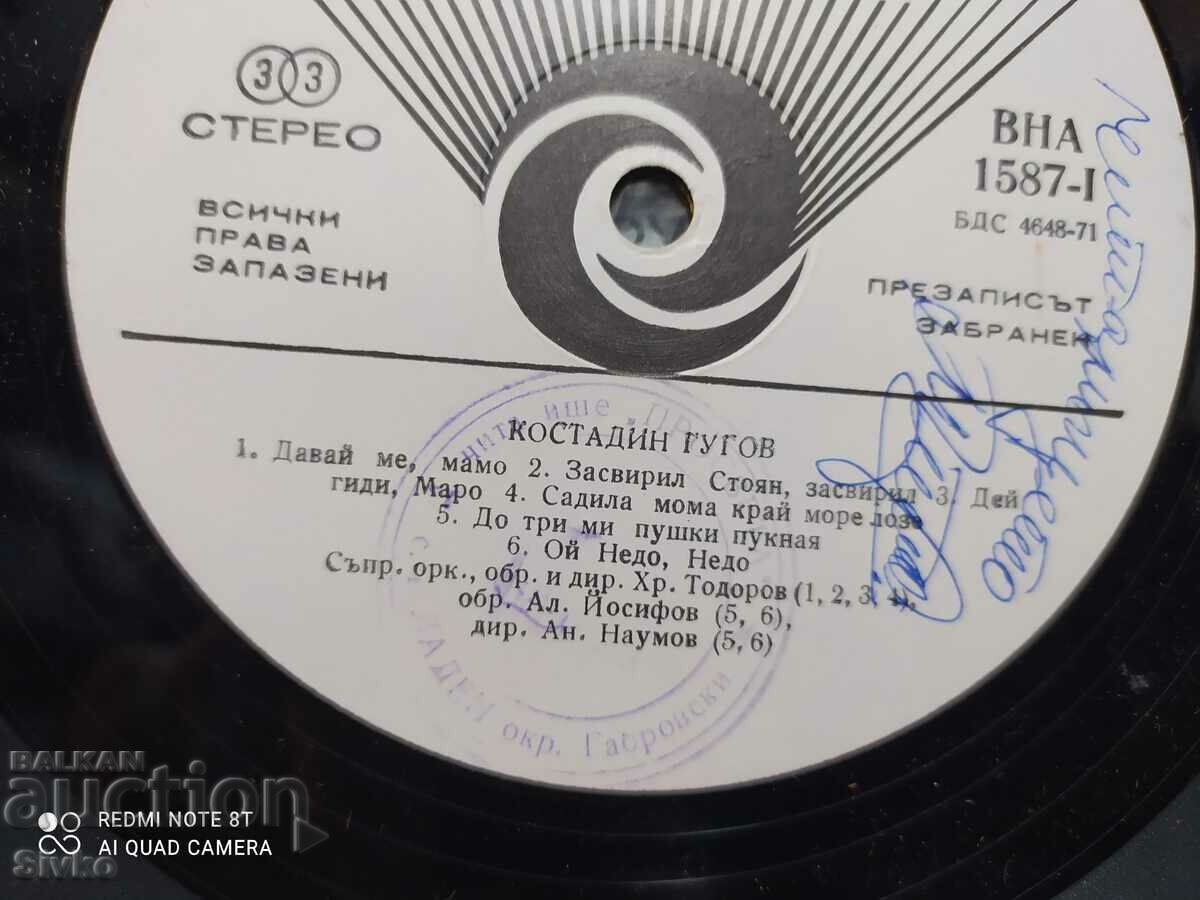 33
СТЕРЕО
ВСИЧКИ
ПРАВА
ЗАПАЗЕНИ
ВНА
1587-I
БДС 4648-71
ПРЕЗАПИСЪТ
ЗАБРАНЕН
КОСТАДИН ГУГОВ
1. Давай ме, мамо 2. Засвирил Стоян, засвирил 3. Дей
гиди, Маро 4. Садила мома край море лозе
5. До три ми пушки пукная
6. Ой Недо, Недо
Съпр. орк., обр. и дир. Хр. Тодоров (1, 2, 3, 4),
обр. Ал. Йосифов (5, 6),
дир. Ан. Наумов (5, 6)
окр. Габровски
BALKAN
auction
REDMI NOTE 8T
AI QUAD CAMERA
Sivko